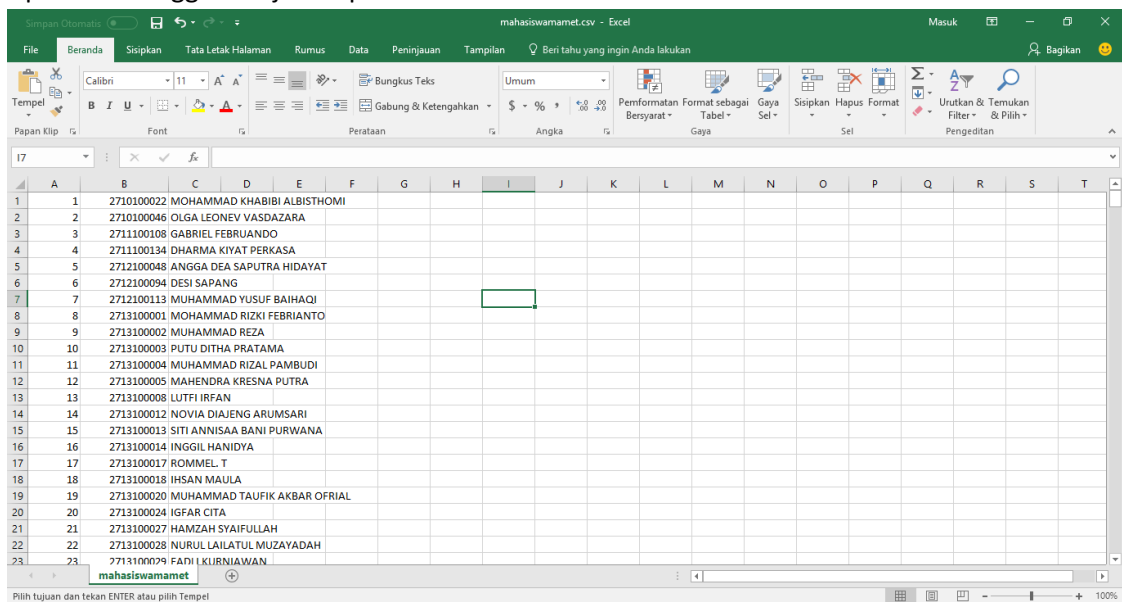 Simpan Otomatis mahasiswamamet.csv - Excel Masuk
File Beranda Sisipkan Tata Letak Halaman Rumus Data Peninjauan Tampilan Beri tahu yang ingin Anda lakukan Bagikan
Calibri 11 Bungkus Teks Umum
Tempel B I U A Gabung & Ketengahkan $ % Pemformatan Bersyarat Format sebagai Tabel Gaya Sel Sisipkan Hapus Format Urutkan & Filter Temukan & Pilih
Papan Klip Font Perataan Angka Gaya Sel Pengeditan
I7 fx
A B C D E F G H I J K L M N O P Q R S T
1 1 2710100022 MOHAMMAD KHABIBI ALBISTHOMI
2 2 2710100046 OLGA LEONEV VASDAZARA
3 3 2711100108 GABRIEL FEBRUANDO
4 4 2711100134 DHARMA KIYAT PERKASA
5 5 2712100048 ANGGA DEA SAPUTRA HIDAYAT
6 6 2712100094 DESI SAPANG
7 7 2712100113 MUHAMMAD YUSUF BAIHAQI
8 8 2713100001 MOHAMMAD RIZKI FEBRIANTO
9 9 2713100002 MUHAMMAD REZA
10 10 2713100003 PUTU DITHA PRATAMA
11 11 2713100004 MUHAMMAD RIZAL PAMBUDI
12 12 2713100005 MAHENDRA KRESNA PUTRA
13 13 2713100008 LUTFI IRFAN
14 14 2713100012 NOVIA DIAJENG ARUMSARI
15 15 2713100013 SITI ANNISAA BANI PURWANA
16 16 2713100014 INGGIL HANIDYA
17 17 2713100017 ROMMEL. T
18 18 2713100018 IHSAN MAULA
19 19 2713100020 MUHAMMAD TAUFIK AKBAR OFRIAL
20 20 2713100024 IGFAR CITA
21 21 2713100027 HAMZAH SYAIFULLAH
22 22 2713100028 NURUL LAILATUL MUZAYADAH
23 23 2713100029 FADLI KURNIAWAN
mahasiswamamet
Pilih tujuan dan tekan ENTER atau pilih Tempel 100%